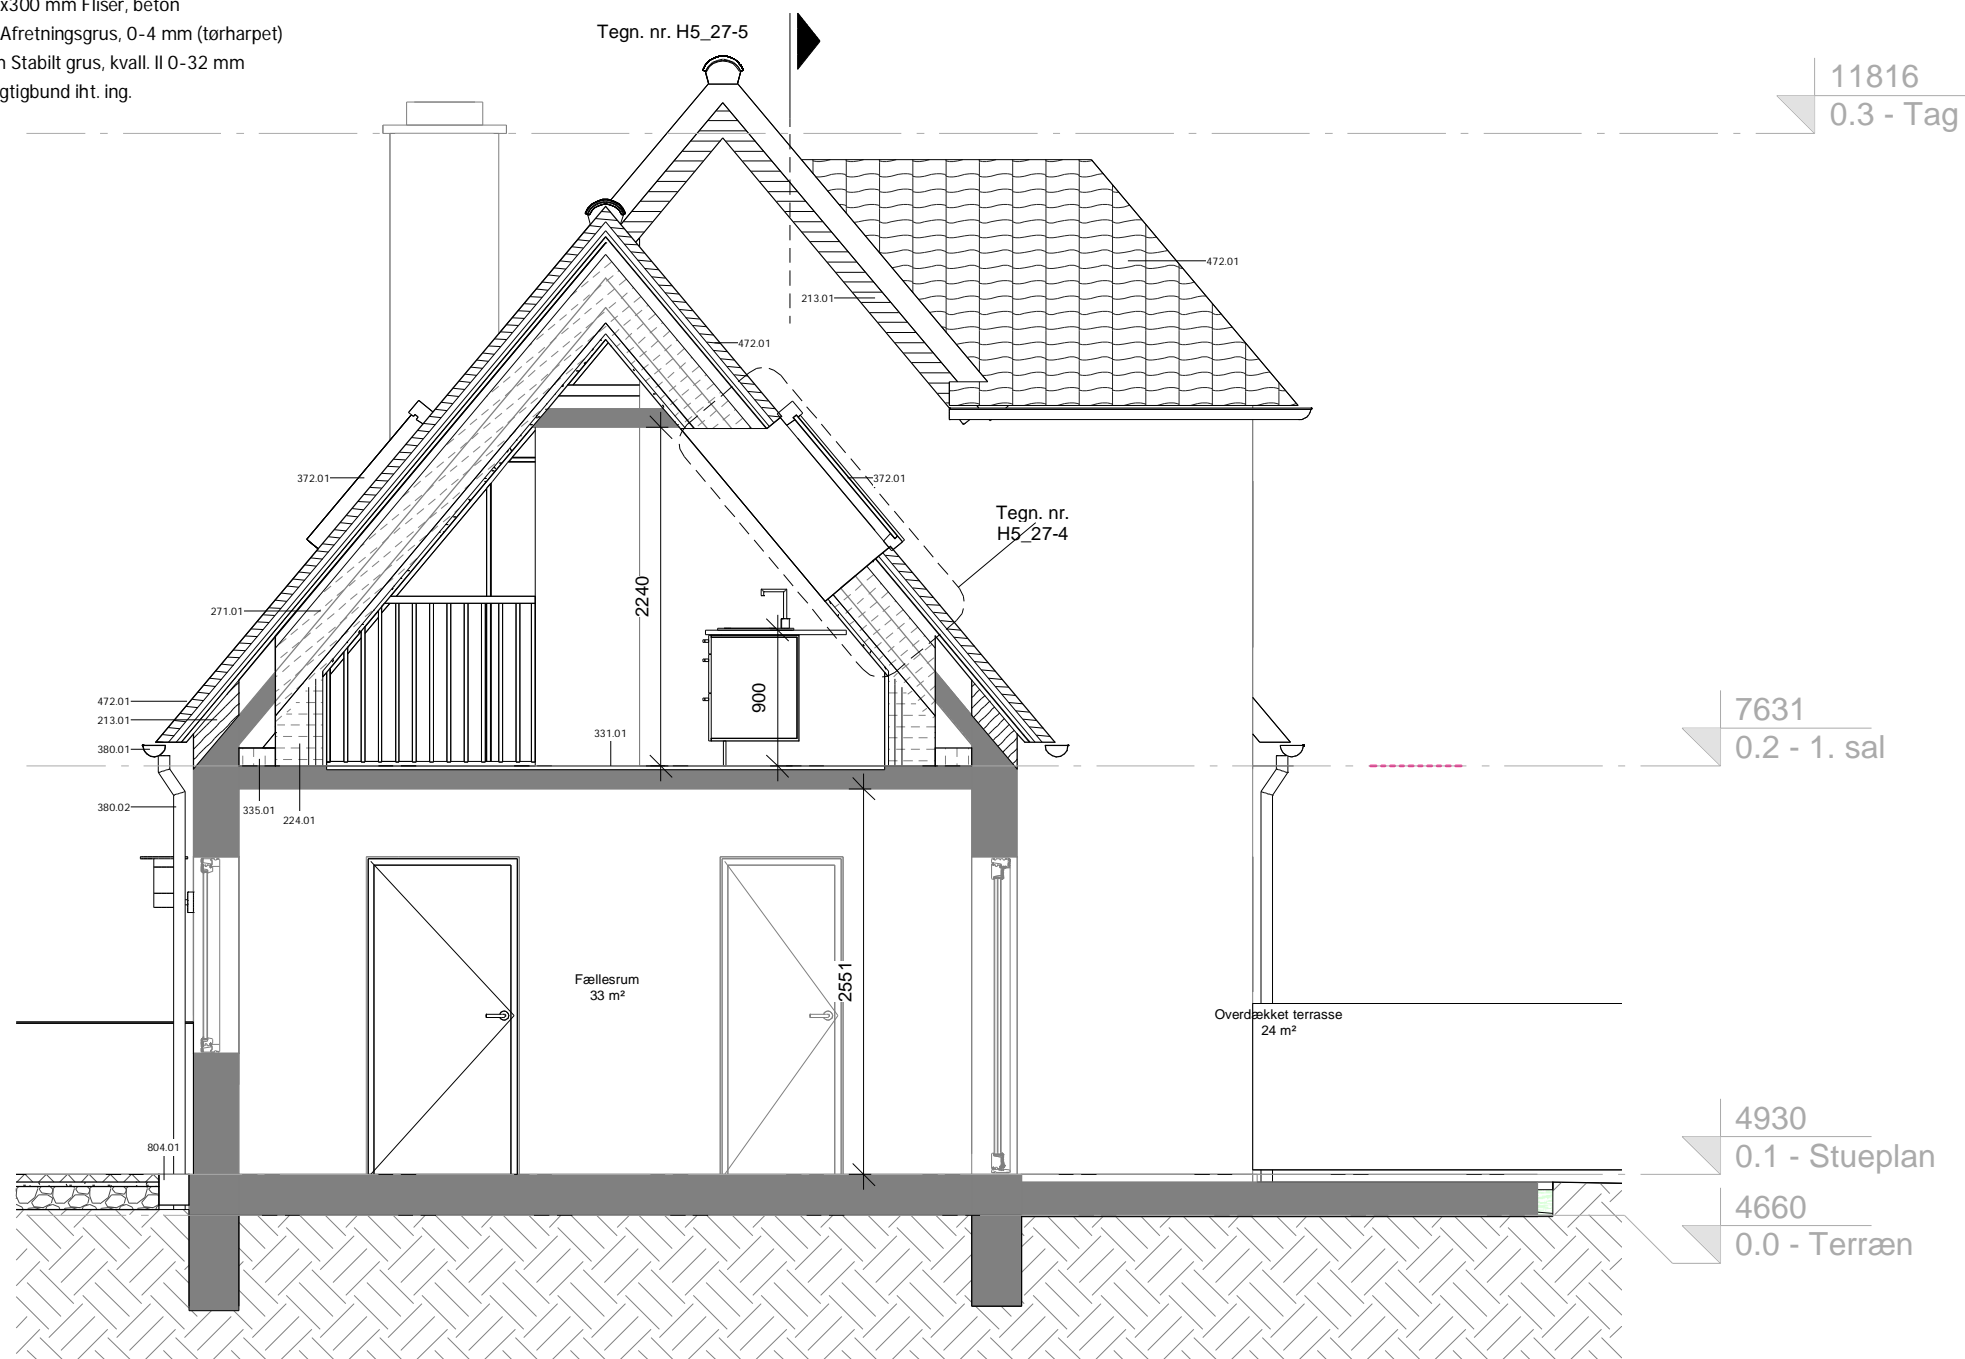 x300 mm Fliser, beton
Afretningsgrus, 0-4 mm (tørharpet)
Stabilt grus, kvall. II 0-32 mm
iht. ing.
Tegn. nr. H5_27-5
11816
0.3 - Tag
472.01
213.01
472.01
372.01
372.01
Tegn. nr.
H5_27-4
271.01
2240
900
472.01
213.01
380.01
331.01
7631
0.2 - 1. sal
380.02
335.01
224.01
Fællesrum
33 m²
2551
Overdækket terrasse
24 m²
804.01
4930
0.1 - Stueplan
4660
0.0 - Terræn